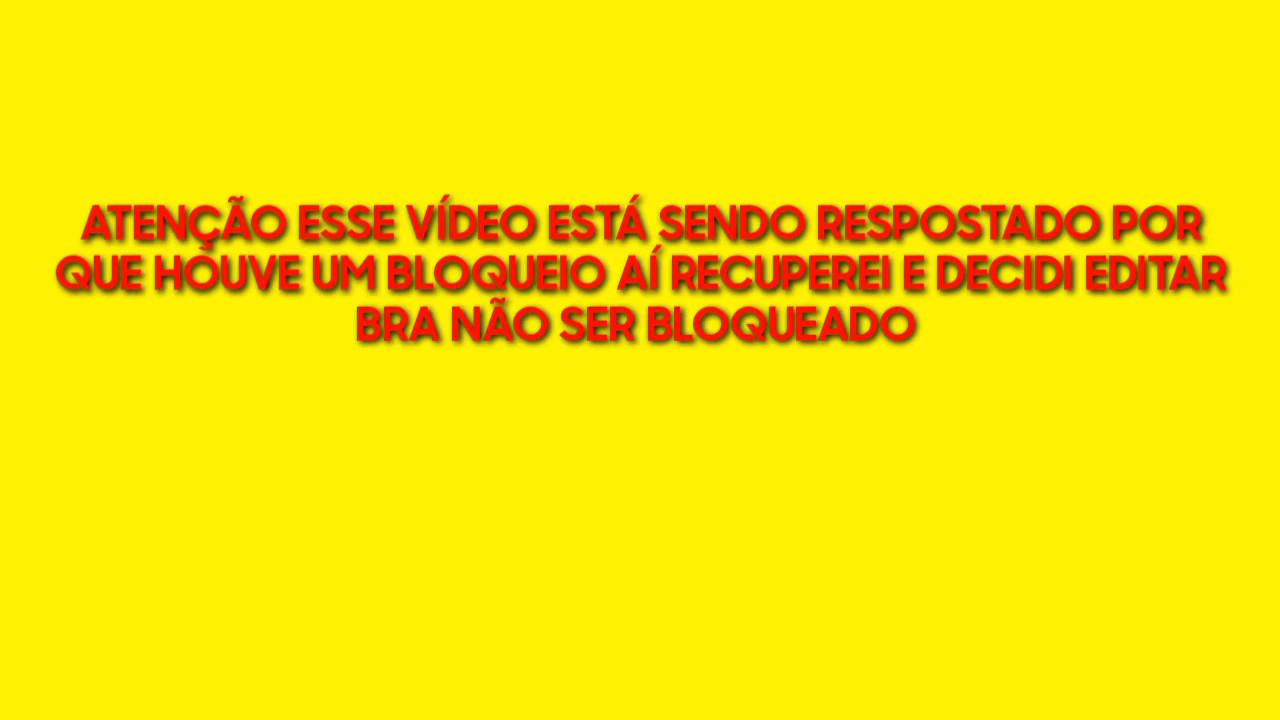 ATENÇÃO ESSE VÍDEO ESTÁ SENDO RESPOSTADO POR
QUE HOUVE UM BLOQUEIO AÍ RECUPEREI E DECIDI EDITAR
BRA NÃO SER BLOQUEADO